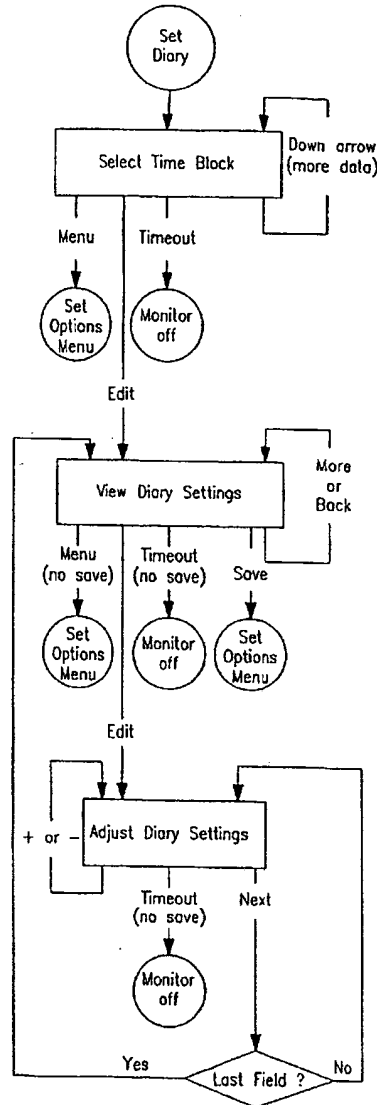 Set
Diary
Down arrow
(more data)
Select Time Block
Menu
Timeout
Set
Options
Menu
Monitor
off
Edit
More
or
Back
View Diary Settings
Menu
(no save)
Timeout
(no save)
Save
Set
Options
Menu
Monitor
off
Set
Options
Menu
Edit
+ or -
Adjust Diary Settings
Timeout
(no save)
Next
Monitor
off
Yes
No
Last Field ?